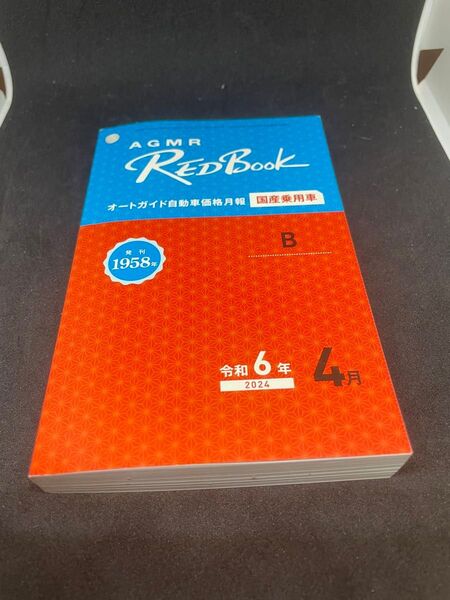 AGMR
REDBOOK
オートガイド自動車価格月報 国産乗用車
B
発刊
1958年
令和6年 4月
2024